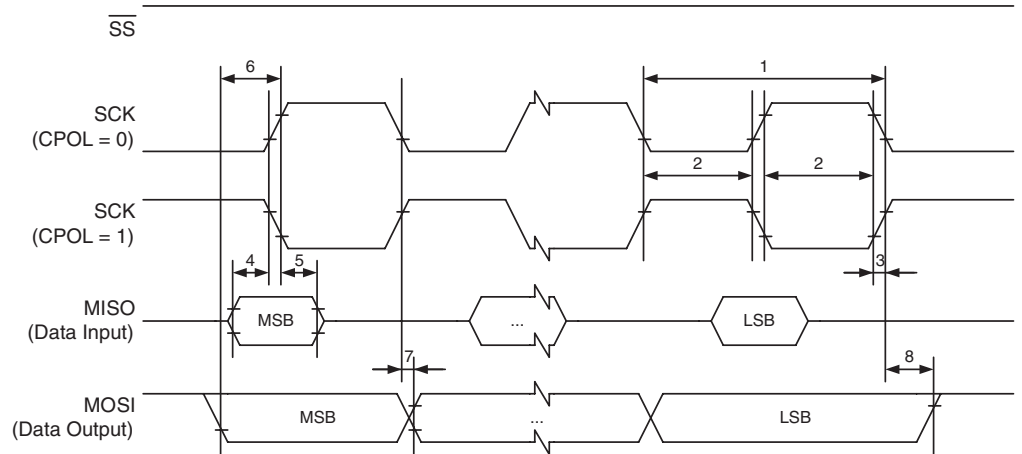 SS
6
1
SCK
(CPOL = 0)
2
2
SCK
(CPOL = 1)
4
5
3
MISO
(Data Input)
MSB
...
LSB
7
8
MOSI
(Data Output)
MSB
...
LSB